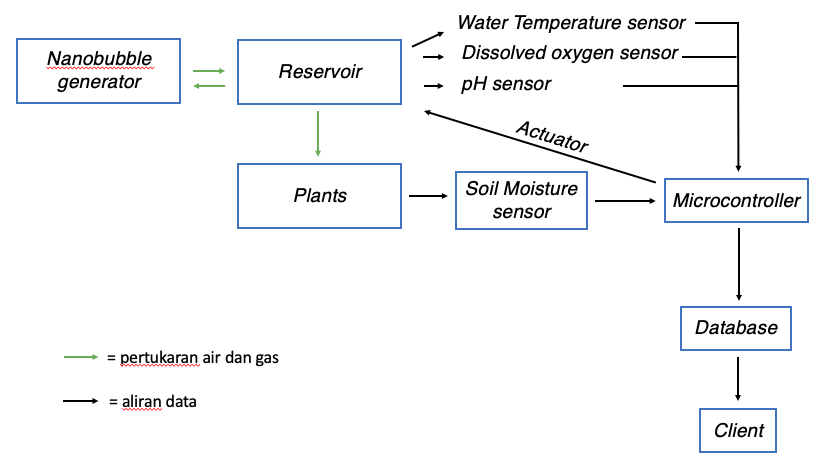 Nanobubble
generator
Reservoir
Water Temperature sensor
Dissolved oxygen sensor
pH sensor
Actuator
Plants
Soil Moisture
sensor
Microcontroller
Database
Client
= pertukaran air dan gas
= aliran data